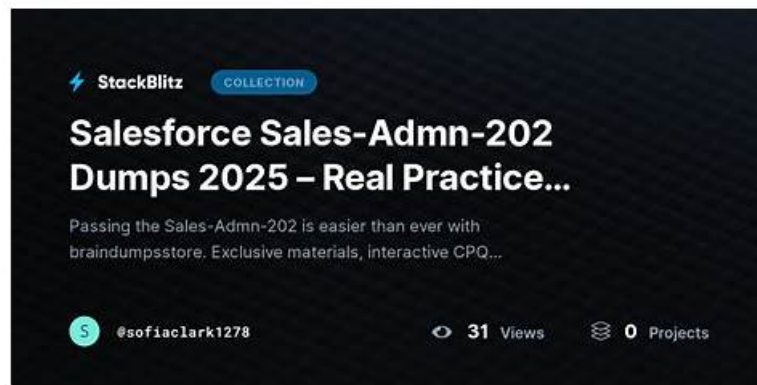 StackBlitz COLLECTION
Salesforce Sales-Admn-202
Dumps 2025 – Real Practice...
Passing the Sales-Admn-202 is easier than ever with
braindumpsstore. Exclusive materials, interactive CPQ...
S @sofiaclark1278 31 Views 0 Projects